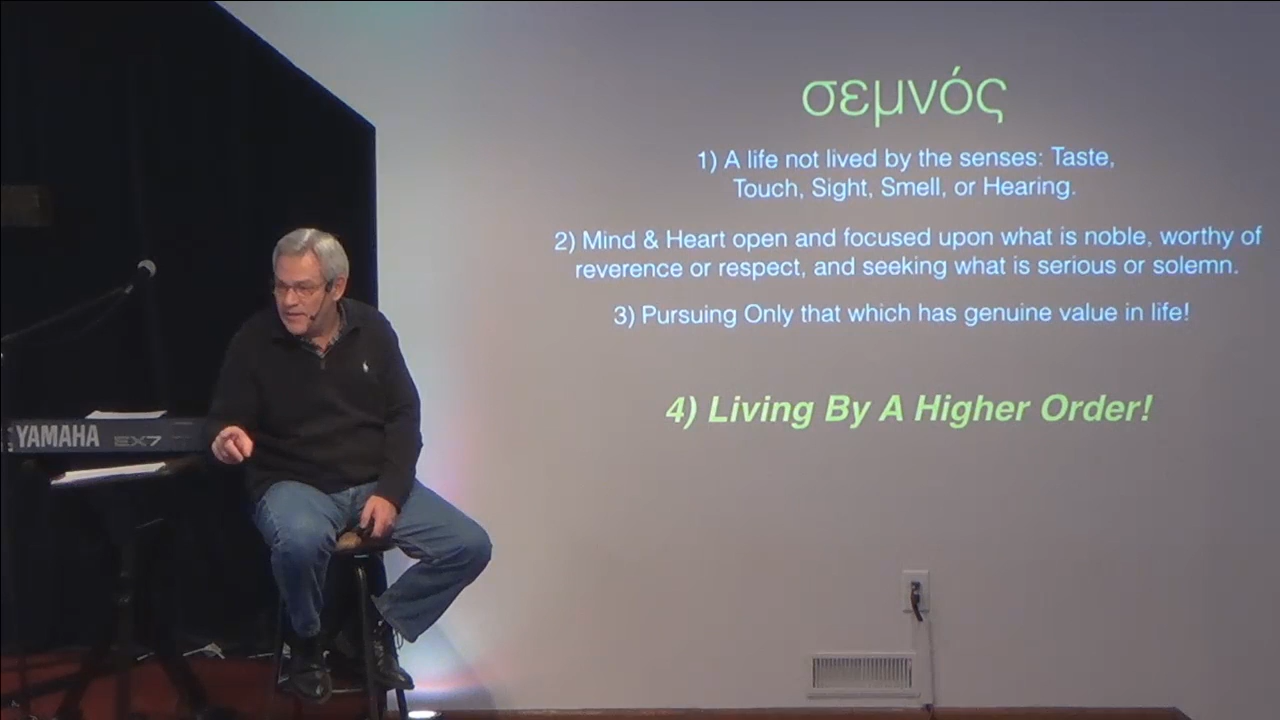 σεμνός
1) A life not lived by the senses: Taste,
Touch, Sight, Smell, or Hearing.
2) Mind & Heart open and focused upon what is noble, worthy of
reverence or respect, and seeking what is serious or solemn.
3) Pursuing Only that which has genuine value in life!
4) Living By A Higher Order!
YAMAHA EX7